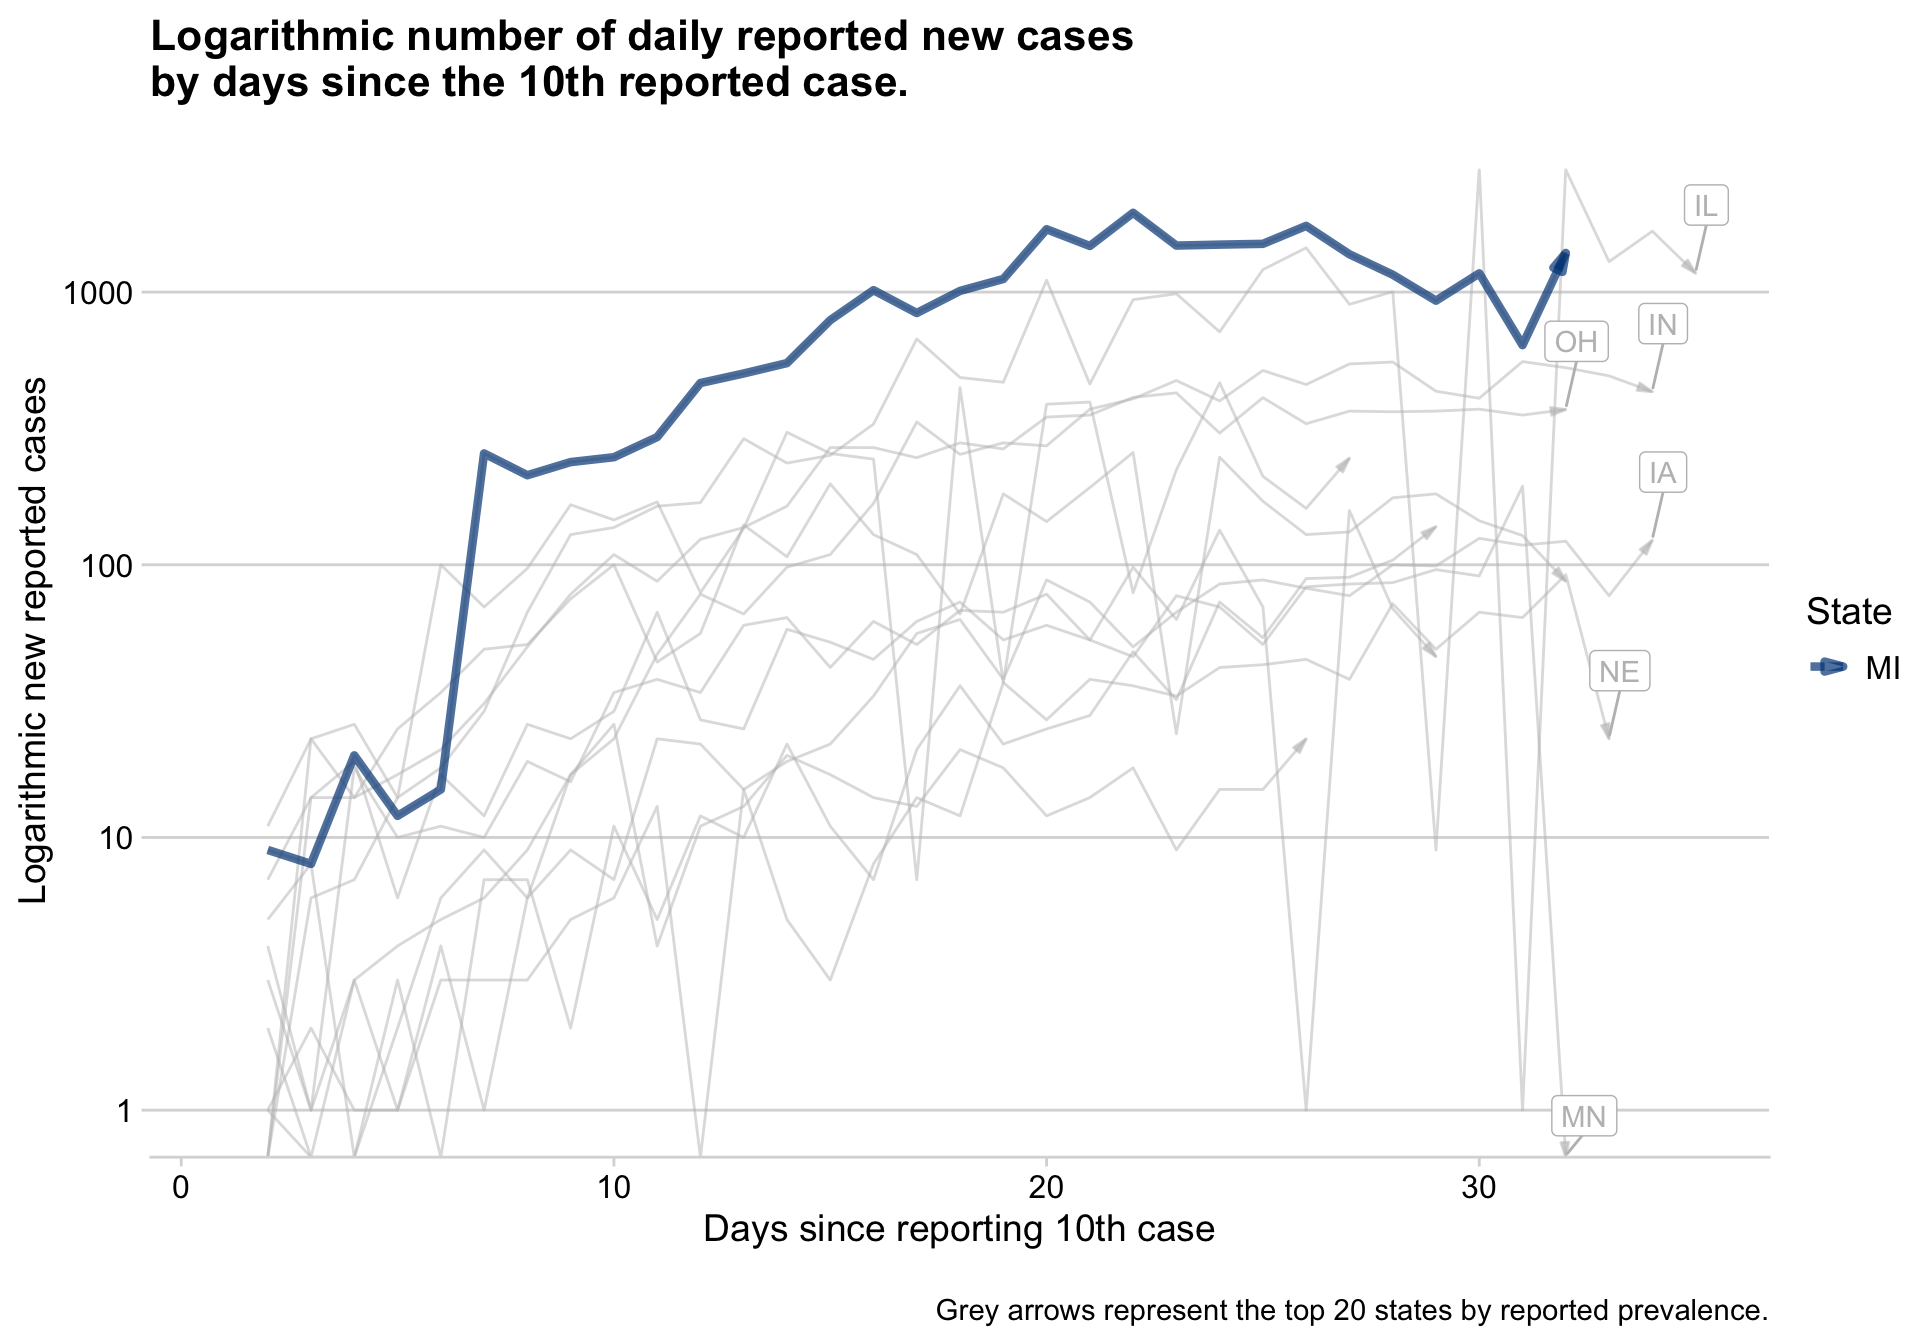 Logarithmic number of daily reported new cases
by days since the 10th reported case.
IL
IN
OH
IA
NE
MN
1000
100
10
1
Logarithmic new reported cases
0
10
20
30
Days since reporting 10th case
State
MI
Grey arrows represent the top 20 states by reported prevalence.